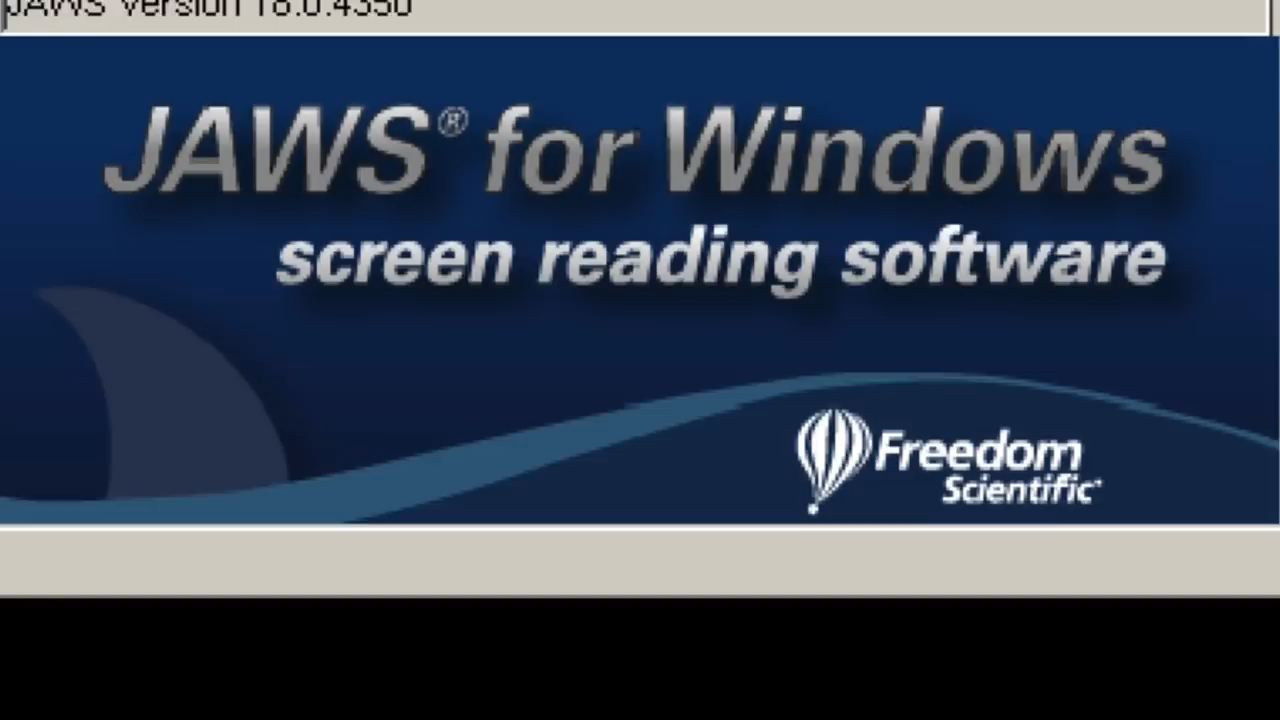 JAWS Version 18.0.4350
JAWS® for Windows
screen reading software
Freedom
Scientific